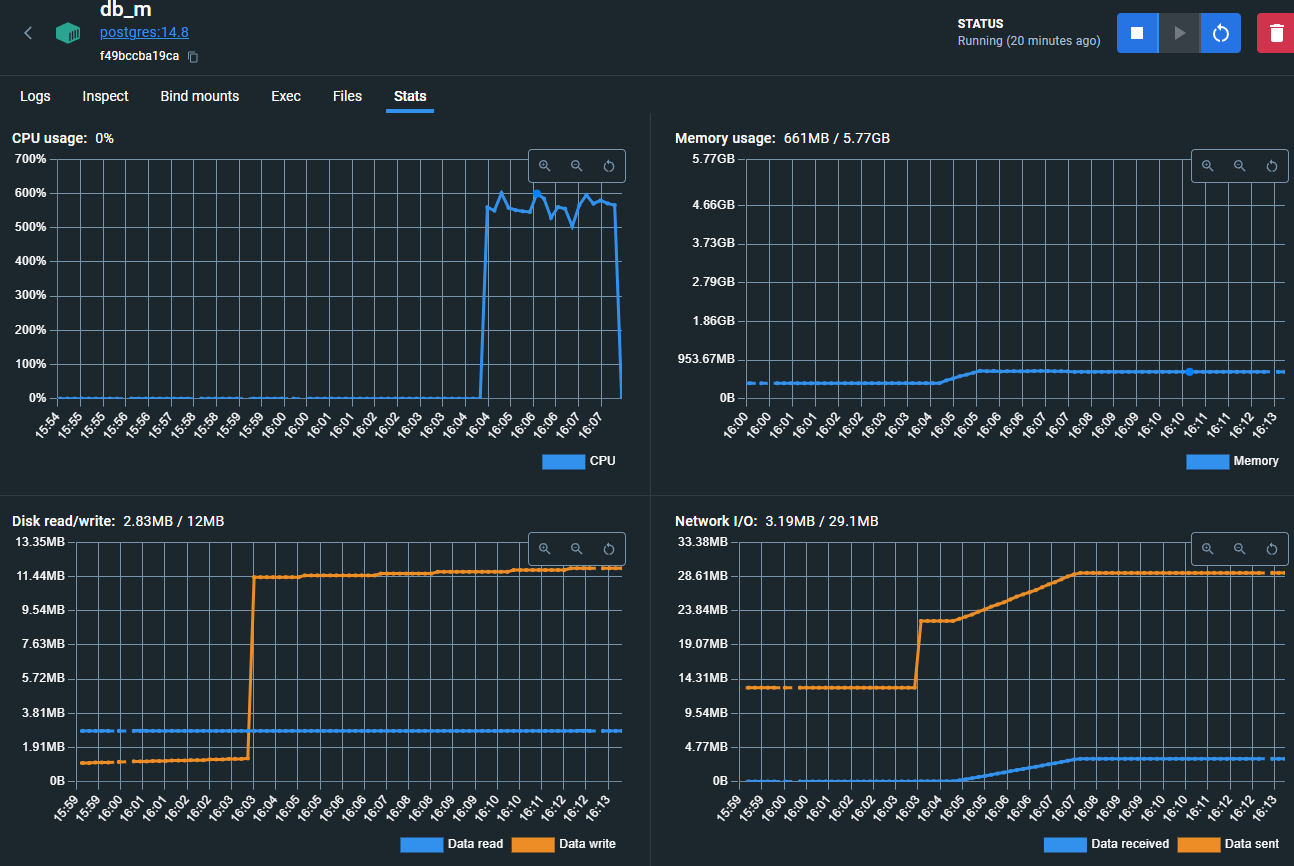 db_m
postgres:14.8
f49bccba19ca
STATUS
Running (20 minutes ago)
Logs Inspect Bind mounts Exec Files Stats
CPU usage: 0%
700%
600%
500%
400%
300%
200%
100%
0%
15:54 15:55 15:55 15:56 15:56 15:57 15:58 15:58 15:59 15:59 16:00 16:00 16:01 16:01 16:02 16:02 16:03 16:03 16:04 16:04 16:05 16:06 16:06 16:07 16:07
CPU
Memory usage: 661MB / 5.77GB
5.77GB
4.66GB
3.73GB
2.79GB
1.86GB
953.67MB
0B
16:00 16:00 16:01 16:01 16:02 16:02 16:03 16:03 16:04 16:05 16:05 16:06 16:06 16:07 16:07 16:08 16:09 16:09 16:10 16:10 16:11 16:11 16:12 16:13
Memory
Disk read/write: 2.83MB / 12MB
13.35MB
11.44MB
9.54MB
7.63MB
5.72MB
3.81MB
1.91MB
0B
15:59 15:59 16:00 16:01 16:01 16:02 16:02 16:03 16:03 16:04 16:05 16:05 16:06 16:06 16:07 16:08 16:08 16:09 16:09 16:10 16:10 16:11 16:12 16:12 16:13
Data read Data write
Network I/O: 3.19MB / 29.1MB
33.38MB
28.61MB
23.84MB
19.07MB
14.31MB
9.54MB
4.77MB
0B
15:59 15:59 16:00 16:01 16:01 16:02 16:02 16:03 16:03 16:04 16:05 16:05 16:06 16:06 16:07 16:07 16:08 16:09 16:09 16:10 16:10 16:11 16:12 16:12 16:13
Data received Data sent